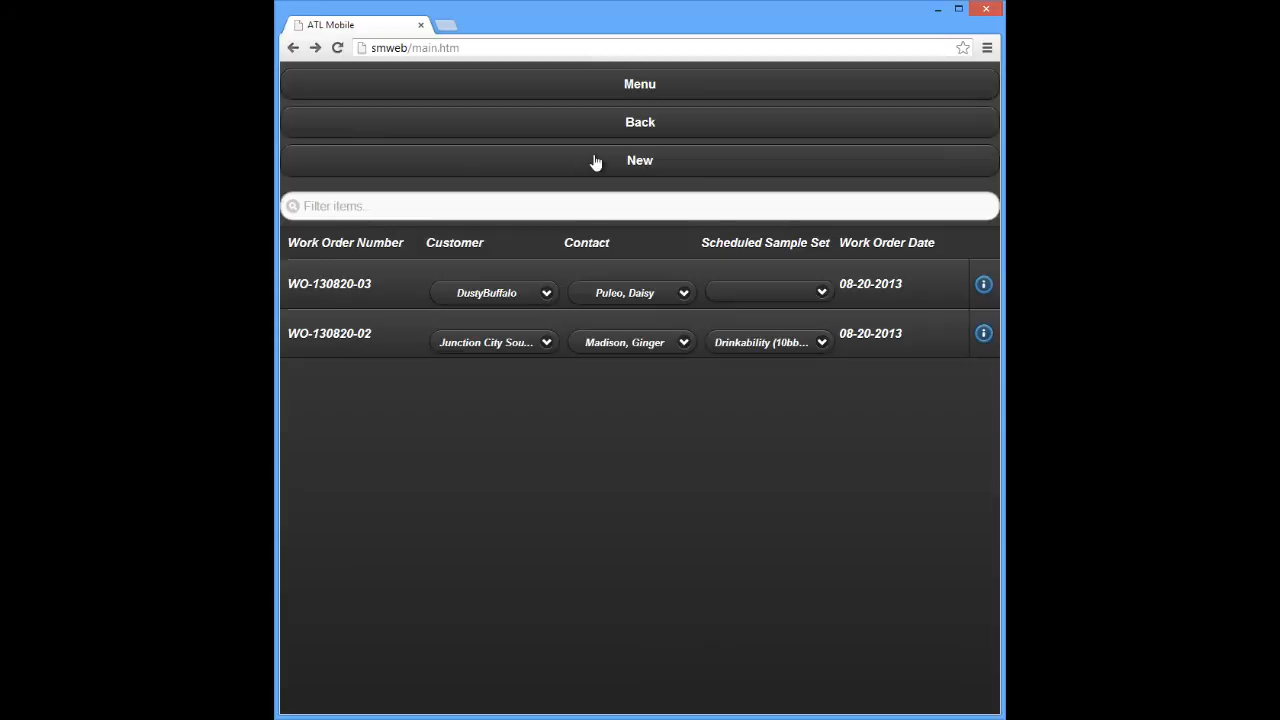 ATL Mobile
smweb/main.htm
Menu
Back
New
Filter items...
Work Order Number Customer Contact Scheduled Sample Set Work Order Date
WO-130820-03 DustyBuffalo Puleo, Daisy 08-20-2013
WO-130820-02 Junction City Sou... Madison, Ginger Drinkability (10bb... 08-20-2013